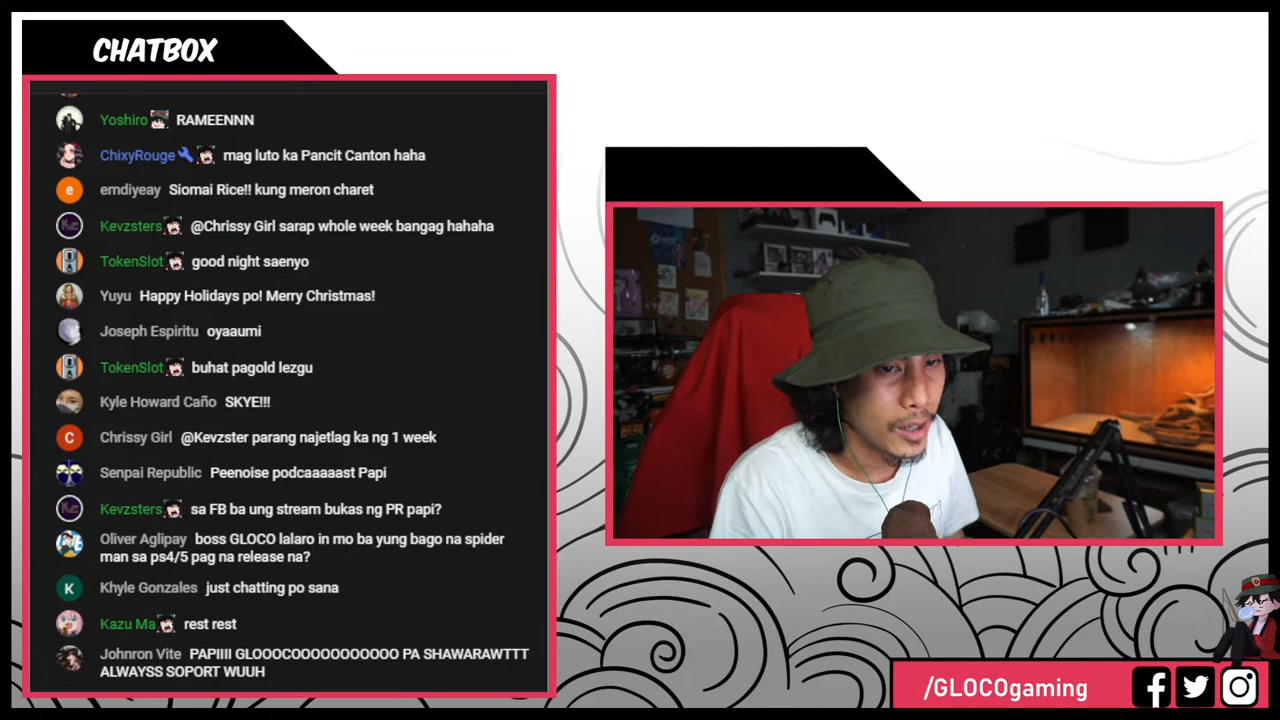 CHATBOX
Yoshiro RAMEENNN
ChixyRouge mag luto ka Pancit Canton haha
e emdiyeay Siomai Rice!! kung meron charet
Kevzsters @Chrissy Girl sarap whole week bangag hahaha
TokenSlot good night saenyo
Yuyu Happy Holidays po! Merry Christmas!
Joseph Espiritu oyaaumi
TokenSlot buhat pagold lezgu
Kyle Howard Caño SKYE!!!
C Chrissy Girl @Kevzster parang najetlag ka ng 1 week
Senpai Republic Peenoise podcaaaaast Papi
Kevzsters sa FB ba ung stream bukas ng PR papi?
Oliver Aglipay boss GLOCO lalaro in mo ba yung bago na spider
man sa ps4/5 pag na release na?
K Khyle Gonzales just chatting po sana
Kazu Ma rest rest
Johnron Vite PAPIIII GLOOOCOOOOOOOOOOO PA SHAWARAWTTT
ALWAYSS SOPORT WUUH
/GLOCOgaming